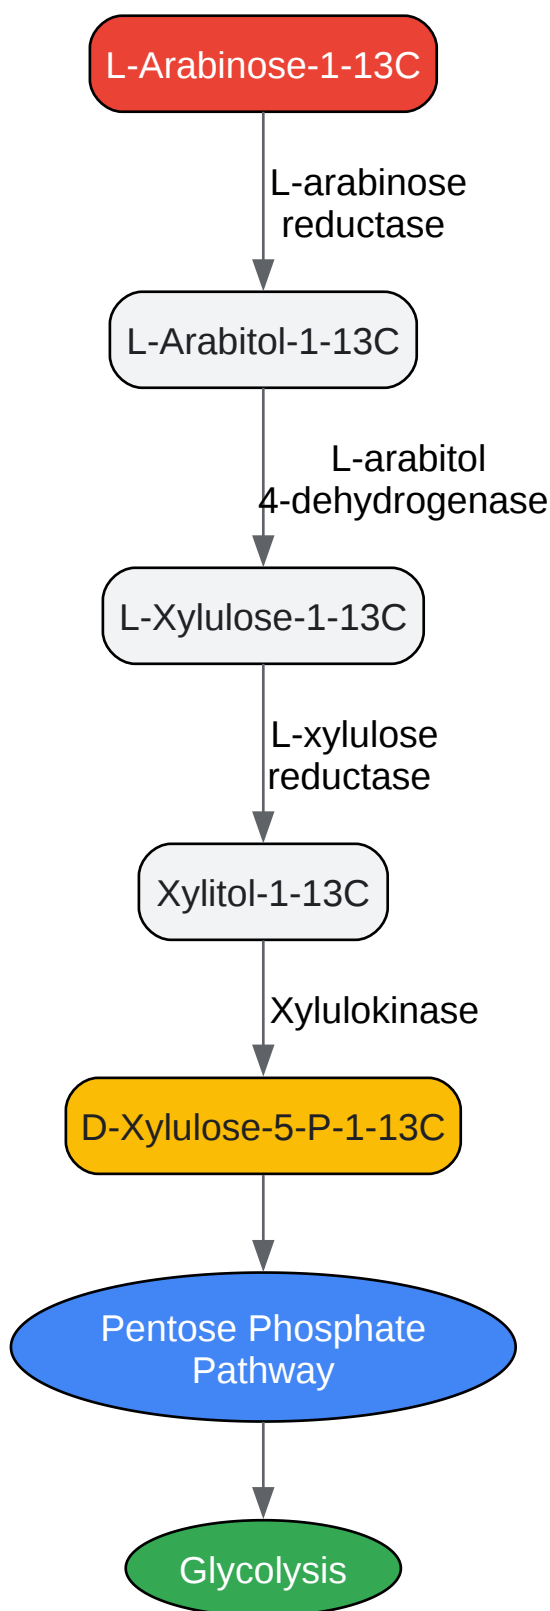 L-Arabinose-1-13C
L-arabinose
reductase
L-Arabitol-1-13C
L-arabitol
4-dehydrogenase
L-Xylulose-1-13C
L-xylulose
reductase
Xylitol-1-13C
Xylulokinase
D-Xylulose-5-P-1-13C
Pentose Phosphate
Pathway
Glycolysis